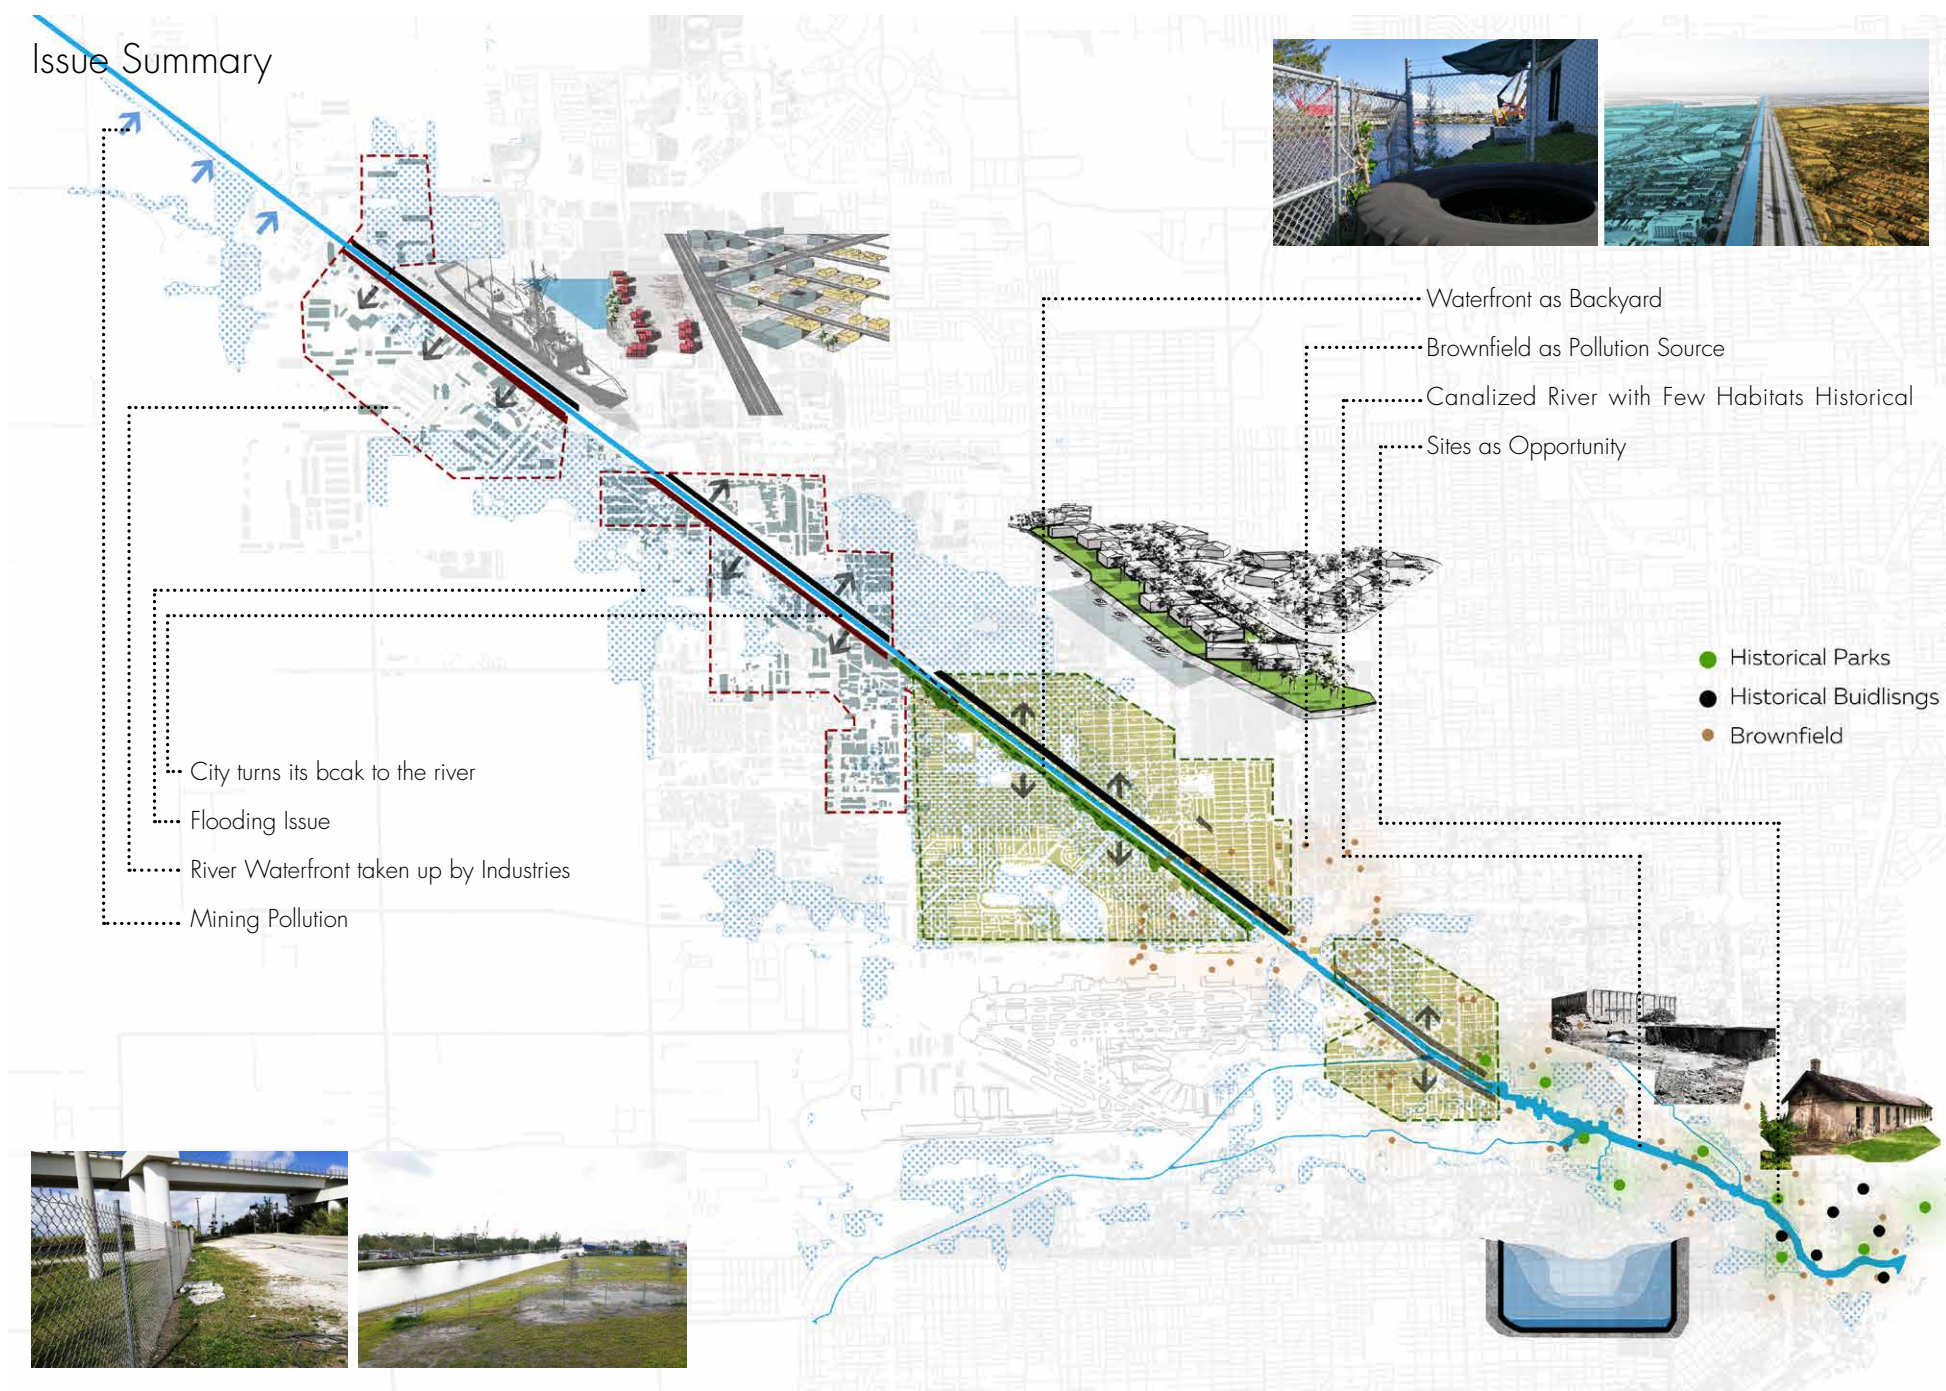 Issue Summary
Waterfront as Backyard
Brownfield as Pollution Source
Canalized River with Few Habitats Historical
Sites as Opportunity
Historical Parks
Historical Buidlisngs
Brownfield
City turns its bcak to the river
Flooding Issue
River Waterfront taken up by Industries
Mining Pollution